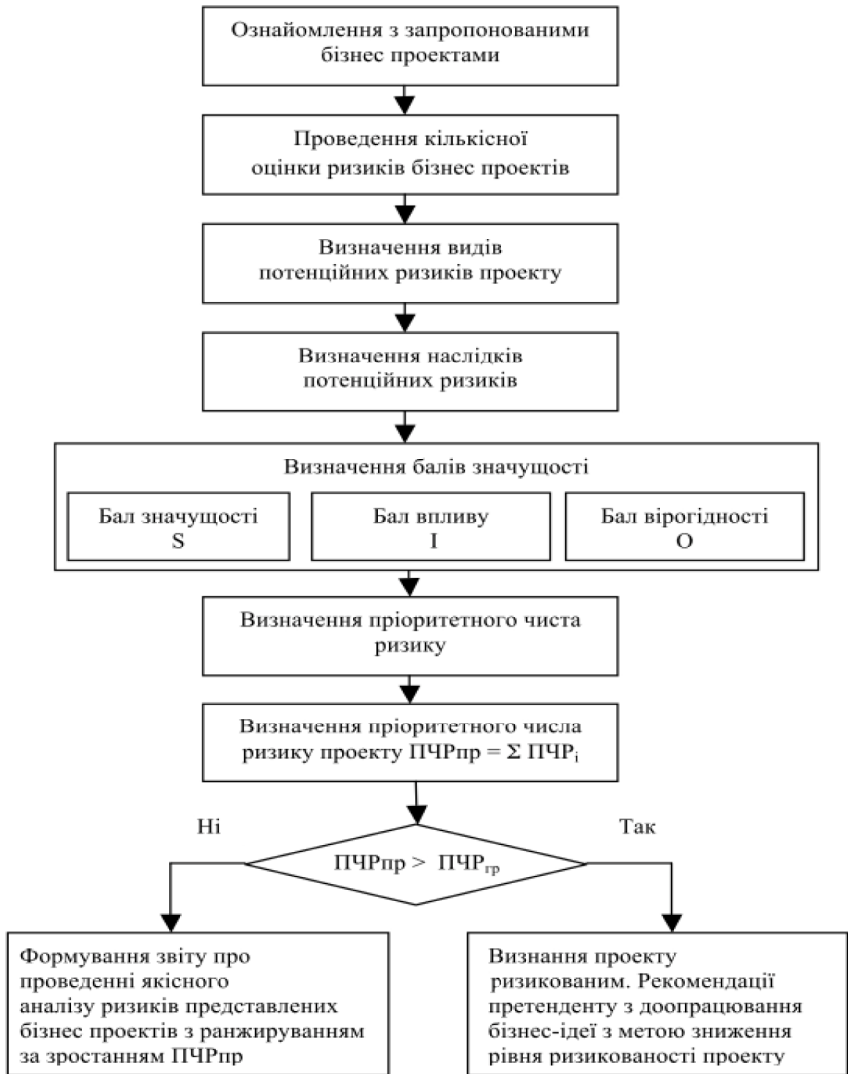 Ознайомлення з запропонованими
бізнес проектами
Проведення кількісної
оцінки ризиків бізнес проектів
Визначення видів
потенційних ризиків проекту
Визначення наслідків
потенційних ризиків
Визначення балів значущості
Бал значущості
S
Бал впливу
I
Бал вірогідності
O
Визначення пріоритетного чиста
ризику
Визначення пріоритетного числа
ризику проекту ПЧРпр = Σ ПЧРᵢ
Ні
Так
ПЧРпр > ПЧРгр
Формування звіту про
проведенні якісного
аналізу ризиків представлених
бізнес проектів з ранжируванням
за зростанням ПЧРпр
Визнання проекту
ризикованим. Рекомендації
претенденту з доопрацювання
бізнес-ідеї з метою зниження
рівня ризикованості проекту